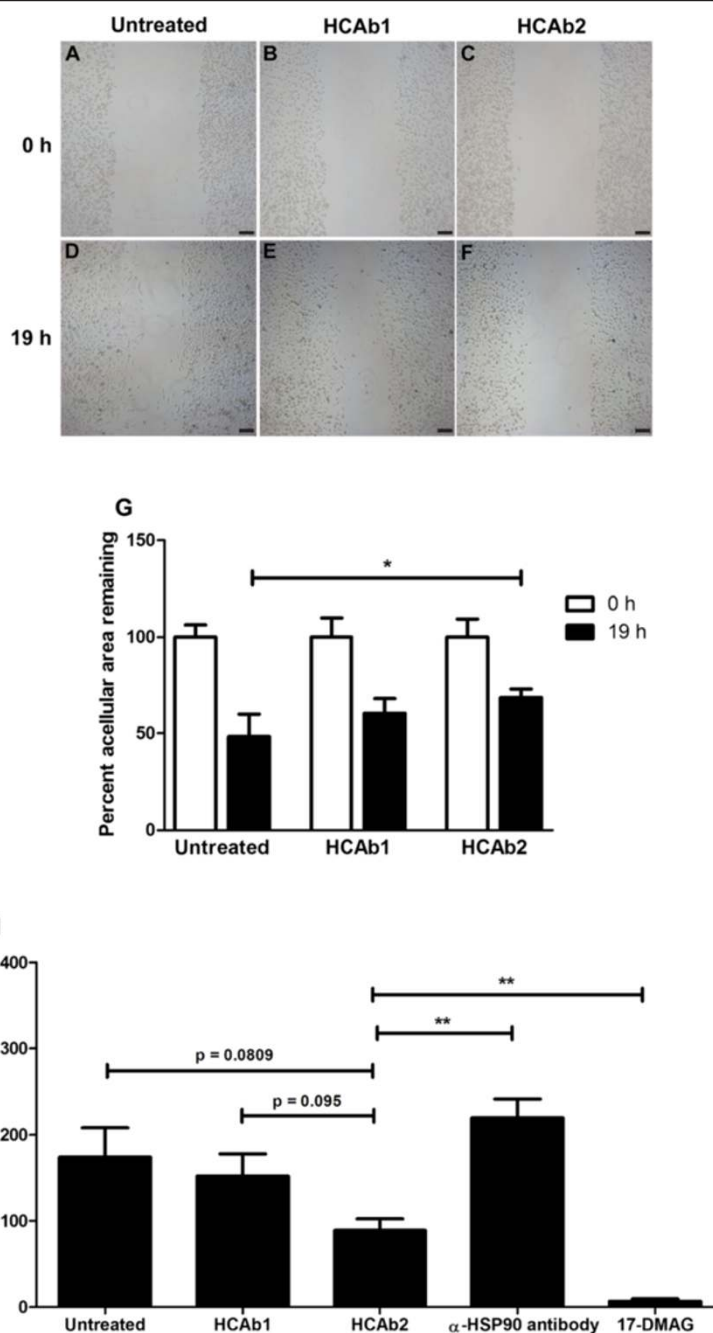 Untreated HCAb1 HCAb2
A B C
0 h
D E F
19 h
G
Percent acellular area remaining
150
*
0 h
100
19 h
50
0
Untreated HCAb1 HCAb2
400
**
300
**
p = 0.0809
p = 0.095
200
100
0
Untreated HCAb1 HCAb2 α-HSP90 antibody 17-DMAG